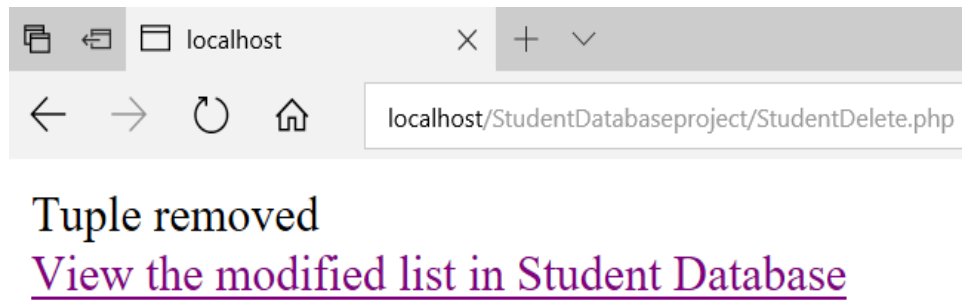 localhost
localhost/StudentDatabaseproject/StudentDelete.php
Tuple removed
View the modified list in Student Database